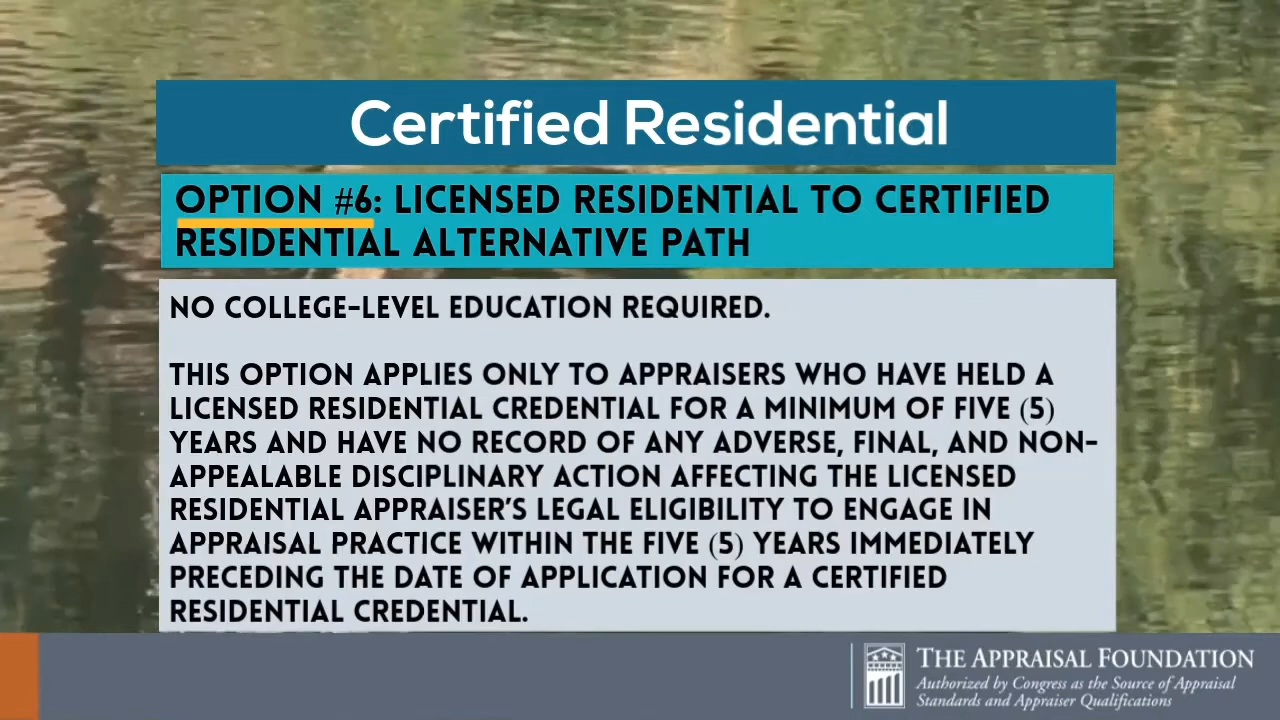 Certified Residential
OPTION #6: LICENSED RESIDENTIAL TO CERTIFIED
RESIDENTIAL ALTERNATIVE PATH
NO COLLEGE-LEVEL EDUCATION REQUIRED.
THIS OPTION APPLIES ONLY TO APPRAISERS WHO HAVE HELD A
LICENSED RESIDENTIAL CREDENTIAL FOR A MINIMUM OF FIVE (5)
YEARS AND HAVE NO RECORD OF ANY ADVERSE, FINAL, AND NON-
APPEALABLE DISCIPLINARY ACTION AFFECTING THE LICENSED
RESIDENTIAL APPRAISER'S LEGAL ELIGIBILITY TO ENGAGE IN
APPRAISAL PRACTICE WITHIN THE FIVE (5) YEARS IMMEDIATELY
PRECEDING THE DATE OF APPLICATION FOR A CERTIFIED
RESIDENTIAL CREDENTIAL.
THE APPRAISAL FOUNDATION
Authorized by Congress as the Source of Appraisal
Standards and Appraiser Qualifications